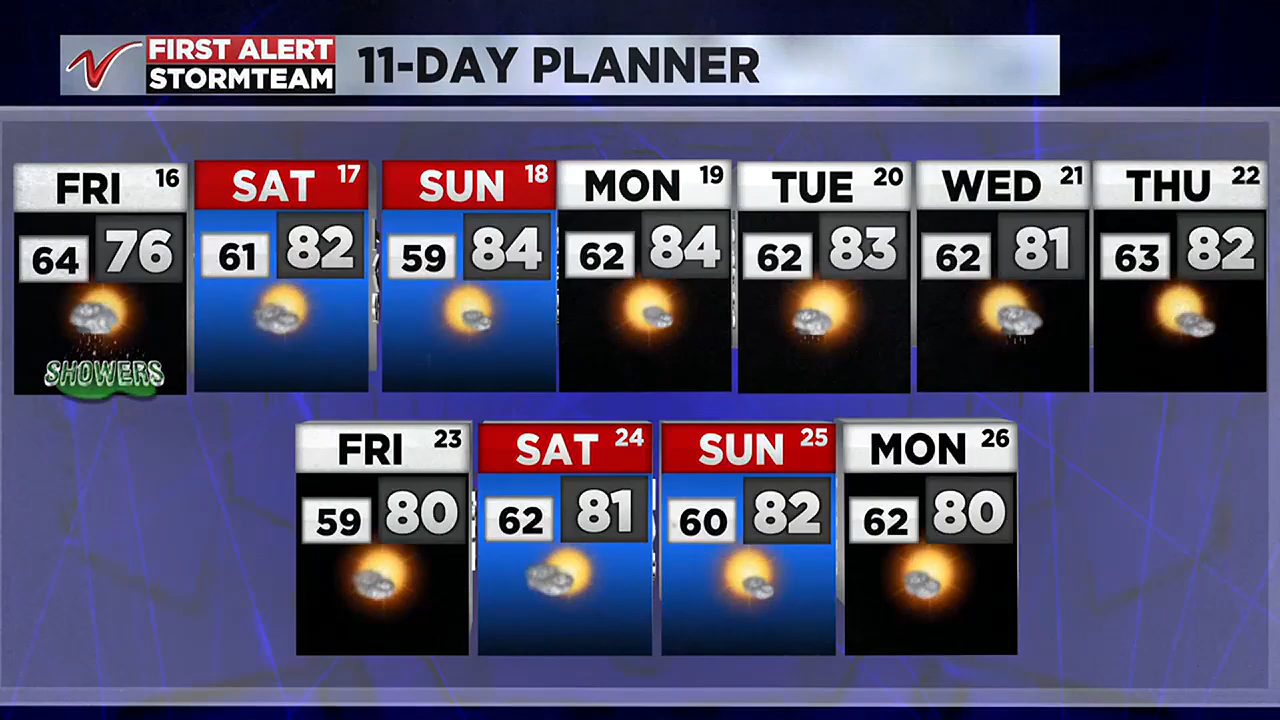 FIRST ALERT
STORMTEAM
11-DAY PLANNER
FRI 16
64 76
SHOWERS
SAT 17
61 82
SUN 18
59 84
MON 19
62 84
TUE 20
62 83
WED 21
62 81
THU 22
63 82
FRI 23
59 80
SAT 24
62 81
SUN 25
60 82
MON 26
62 80